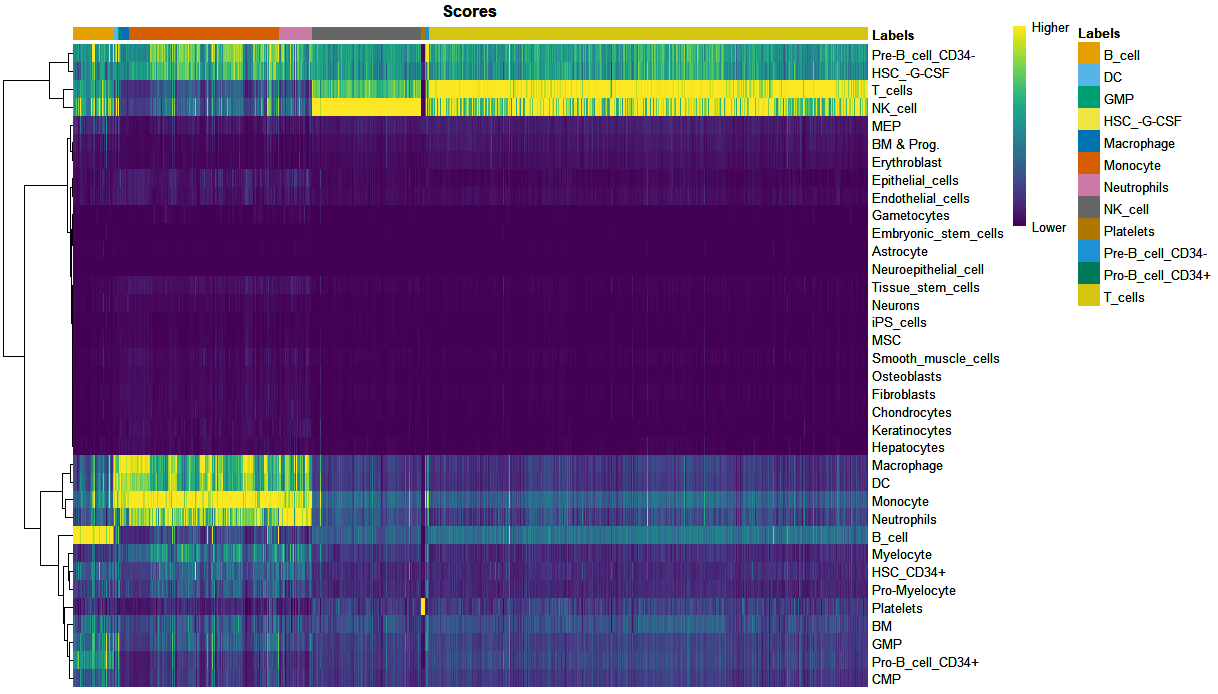 Scores
Labels
Pre-B_cell_CD34-
HSC_-G-CSF
T_cells
NK_cell
MEP
BM & Prog.
Erythroblast
Epithelial_cells
Endothelial_cells
Gametocytes
Embryonic_stem_cells
Astrocyte
Neuroepithelial_cell
Tissue_stem_cells
Neurons
iPS_cells
MSC
Smooth_muscle_cells
Osteoblasts
Fibroblasts
Chondrocytes
Keratinocytes
Hepatocytes
Macrophage
DC
Monocyte
Neutrophils
B_cell
Myelocyte
HSC_CD34+
Pro-Myelocyte
Platelets
BM
GMP
Pro-B_cell_CD34+
CMP
Higher
Lower
Labels
B_cell
DC
GMP
HSC_-G-CSF
Macrophage
Monocyte
Neutrophils
NK_cell
Platelets
Pre-B_cell_CD34-
Pro-B_cell_CD34+
T_cells